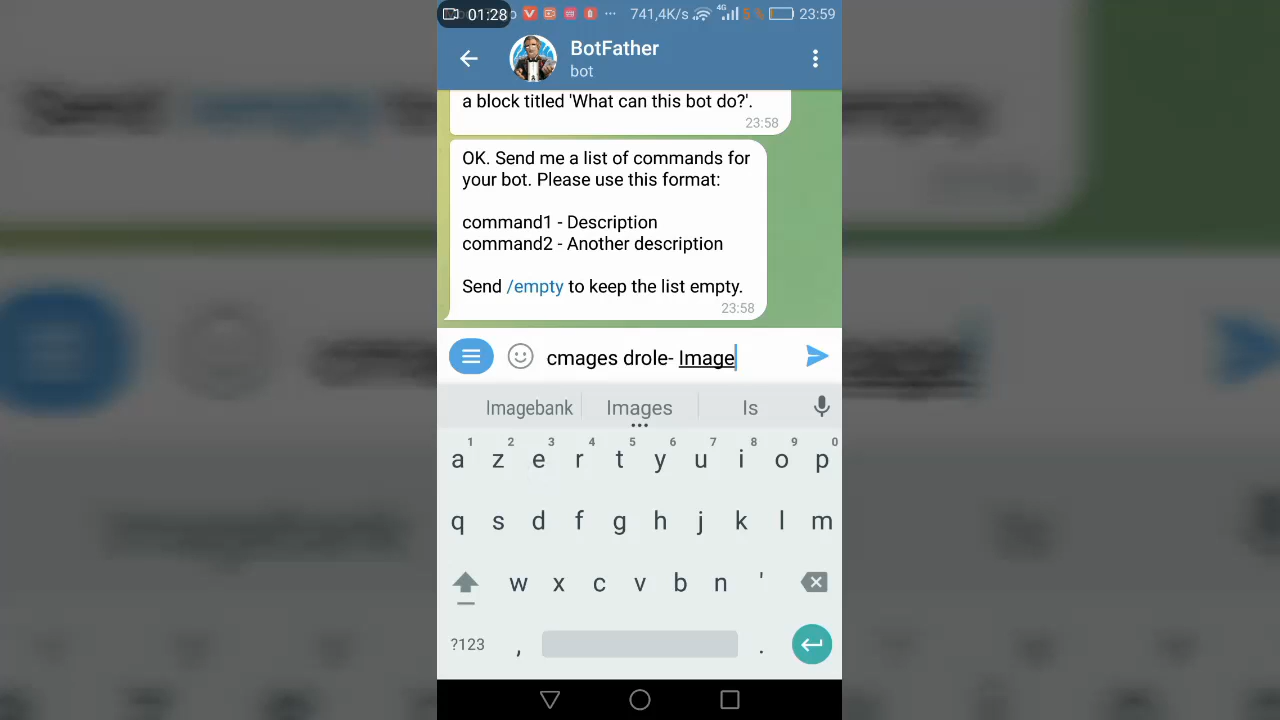 01:28
741,4K/s 4G 5 % 23:59
BotFather
bot
a block titled 'What can this bot do?'.
23:58
OK. Send me a list of commands for
your bot. Please use this format:
command1 - Description
command2 - Another description
Send /empty to keep the list empty.
23:58
cmages drole- Image
Imagebank Images Is
1 2 3 4 5 6 7 8 9 0
a z e r t y u i o p
q s d f g h j k l m
w x c v b n '
?123 , .